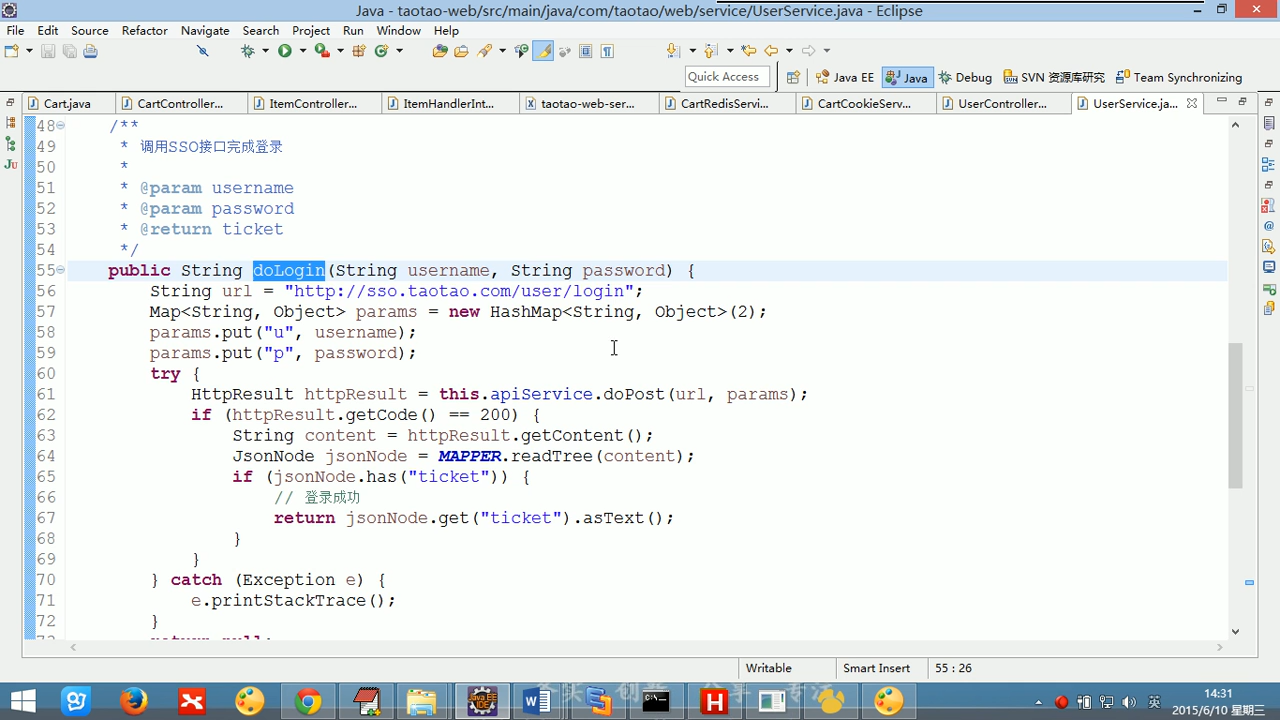 Java - taotao-web/src/main/java/com/taotao/web/service/UserService.java - Eclipse
File Edit Source Refactor Navigate Search Project Run Window Help
Quick Access Java EE Java Debug SVN 资源库研究 Team Synchronizing
Cart.java CartController.... ItemController.... ItemHandlerInt... taotao-web-ser... CartRedisServi... CartCookieServ... UserController.... UserService.ja...
48 /**
49 * 调用SSO接口完成登录
50 *
51 * @param username
52 * @param password
53 * @return ticket
54 */
55 public String doLogin(String username, String password) {
56 String url = "http://sso.taotao.com/user/login";
57 Map<String, Object> params = new HashMap<String, Object>(2);
58 params.put("u", username);
59 params.put("p", password);
60 try {
61 HttpResult httpResult = this.apiService.doPost(url, params);
62 if (httpResult.getCode() == 200) {
63 String content = httpResult.getContent();
64 JsonNode jsonNode = MAPPER.readTree(content);
65 if (jsonNode.has("ticket")) {
66 // 登录成功
67 return jsonNode.get("ticket").asText();
68 }
69 }
70 } catch (Exception e) {
71 e.printStackTrace();
72 }
73 return null;
Writable Smart Insert 55 : 26
英 14:31
2015/6/10 星期三